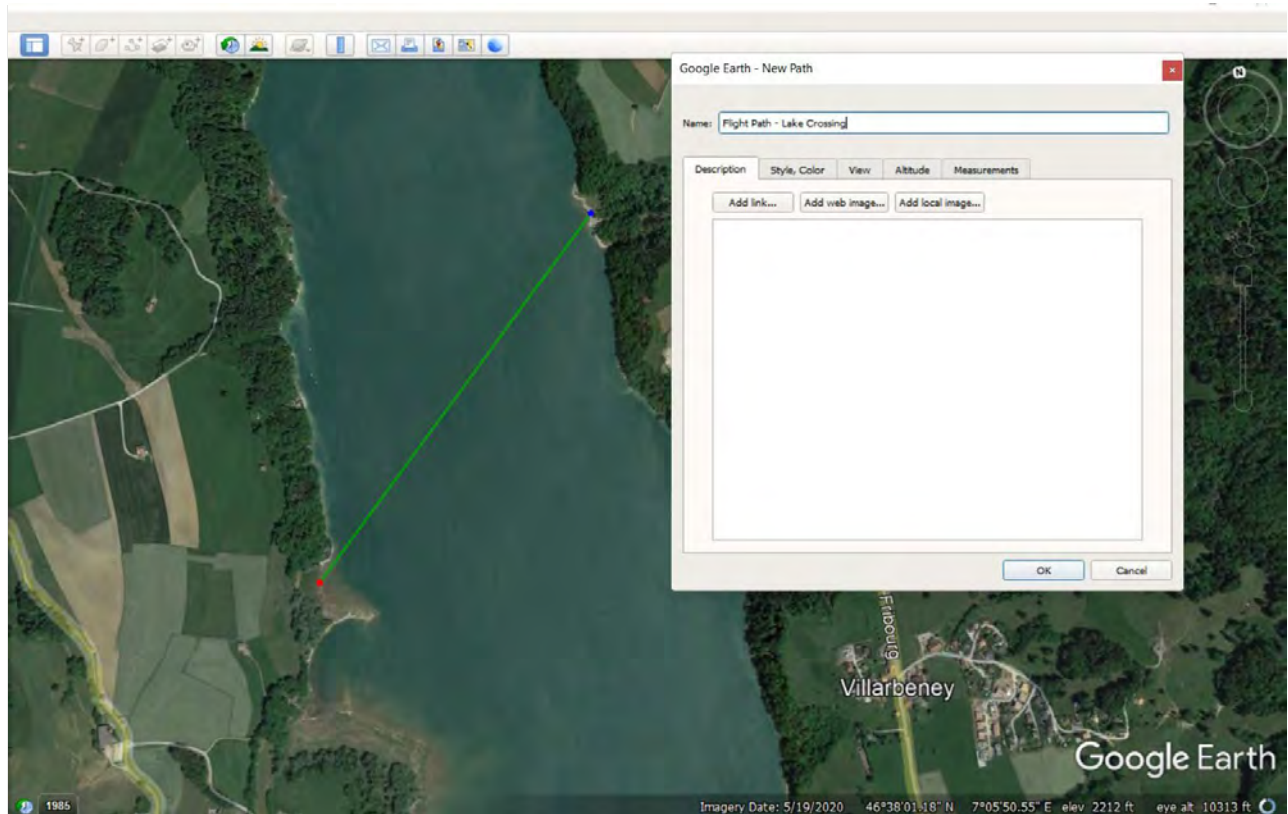 Google Earth - New Path
Name: Flight Path - Lake Crossing
Description Style, Color View Altitude Measurements
Add link... Add web image... Add local image...
OK Cancel
N
Fribourg
Villarbeney
Google Earth
1985
Imagery Date: 5/19/2020 46°38'01.18" N 7°05'50.55" E elev 2212 ft eye alt 10313 ft